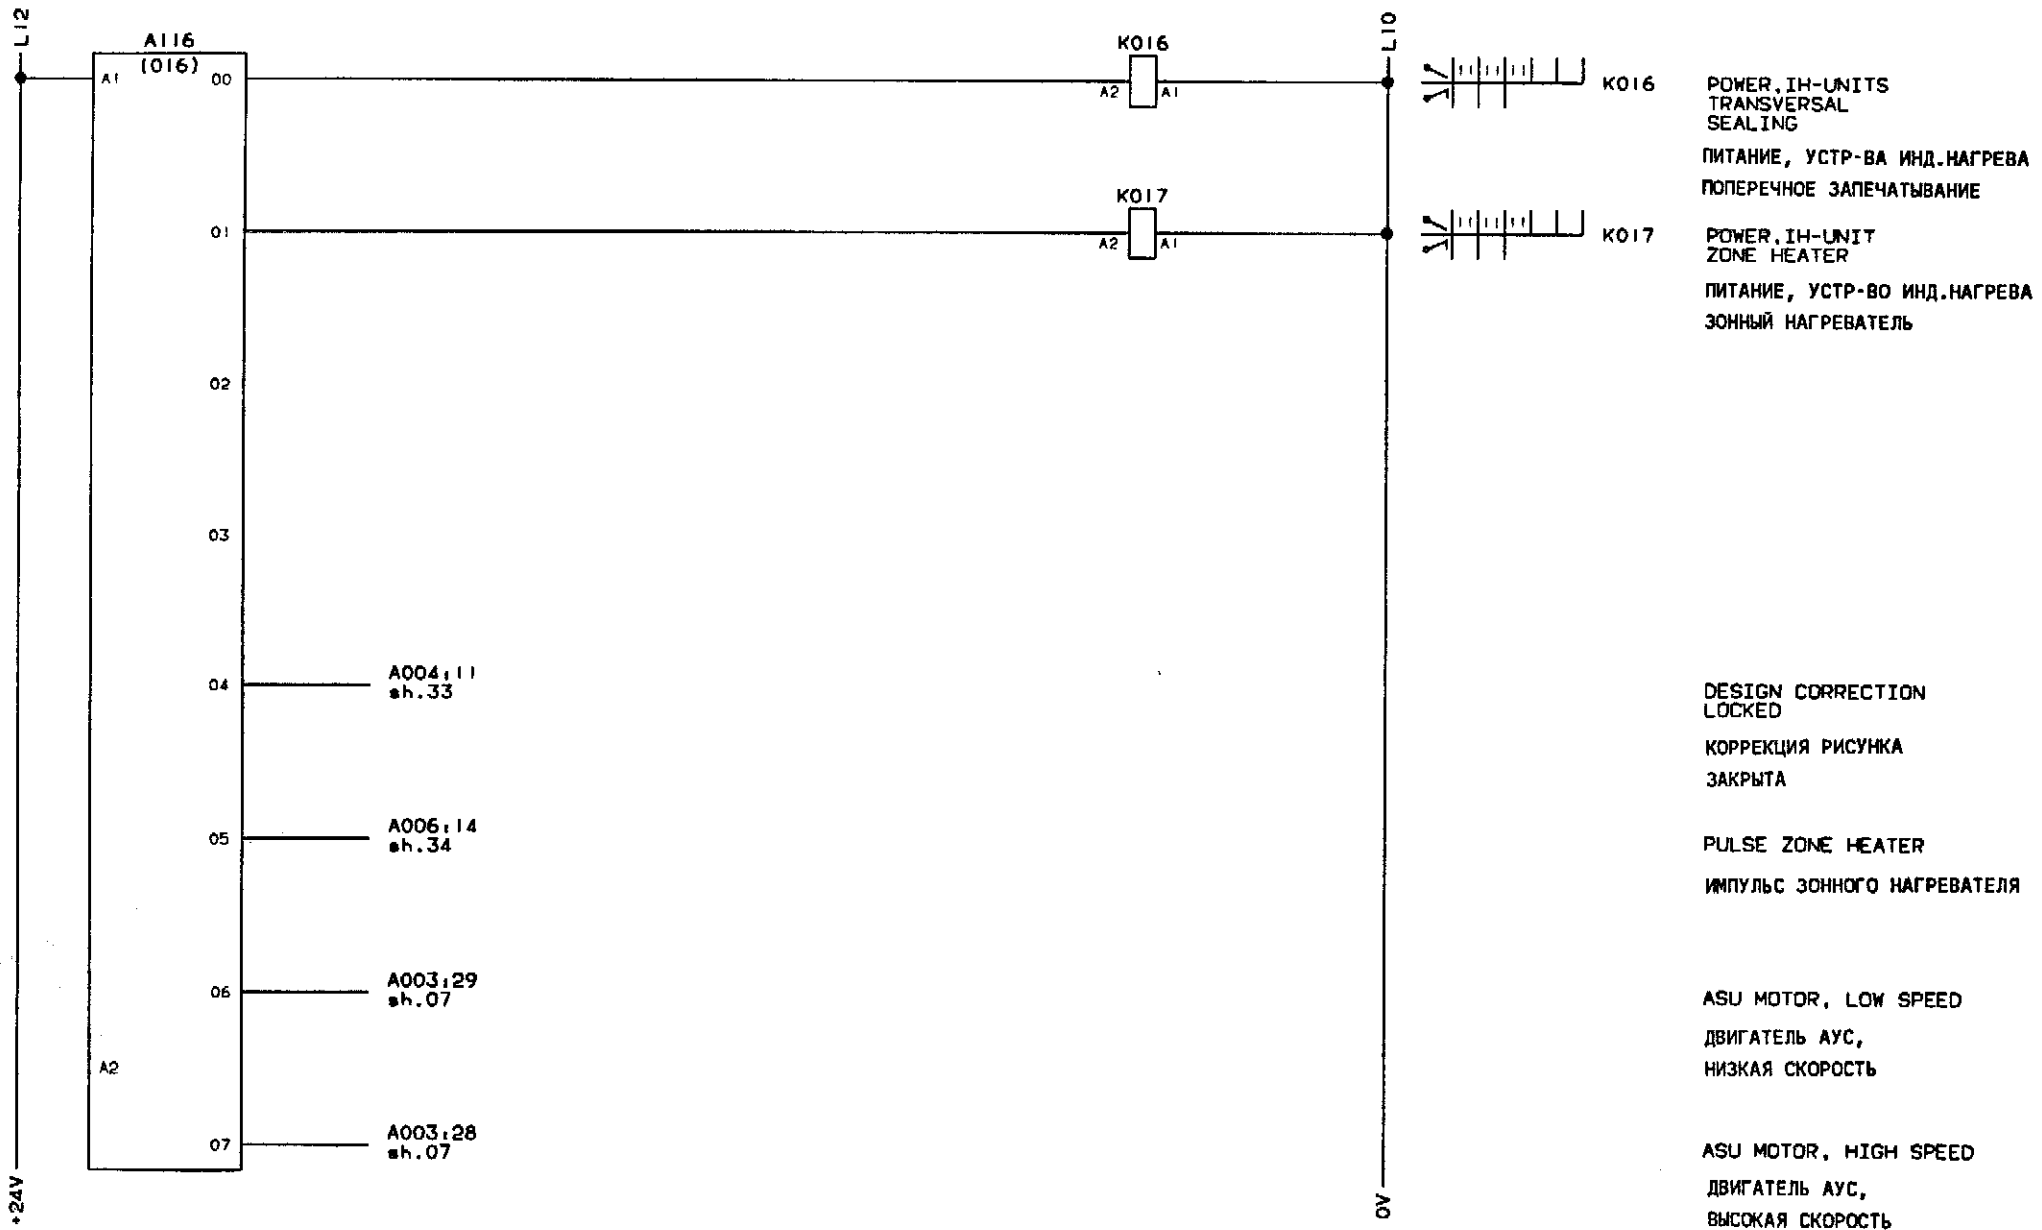 L12
A116
(016)
A1
00
K016
A2
A1
L10
K016
POWER, IH-UNITS
TRANSVERSAL
SEALING
ПИТАНИЕ, УСТР-ВА ИНД.НАГРЕВА
ПОПЕРЕЧНОЕ ЗАПЕЧАТЫВАНИЕ
01
K017
A2
A1
K017
POWER, IH-UNIT
ZONE HEATER
ПИТАНИЕ, УСТР-ВО ИНД.НАГРЕВА
ЗОННЫЙ НАГРЕВАТЕЛЬ
02
03
04
A004:11
sh.33
DESIGN CORRECTION
LOCKED
КОРРЕКЦИЯ РИСУНКА
ЗАКРЫТА
05
A006:14
sh.34
PULSE ZONE HEATER
ИМПУЛЬС ЗОННОГО НАГРЕВАТЕЛЯ
06
A003:29
sh.07
ASU MOTOR, LOW SPEED
ДВИГАТЕЛЬ АУС,
НИЗКАЯ СКОРОСТЬ
A2
07
A003:28
sh.07
ASU MOTOR, HIGH SPEED
ДВИГАТЕЛЬ АУС,
ВЫСОКАЯ СКОРОСТЬ
+24V
0V